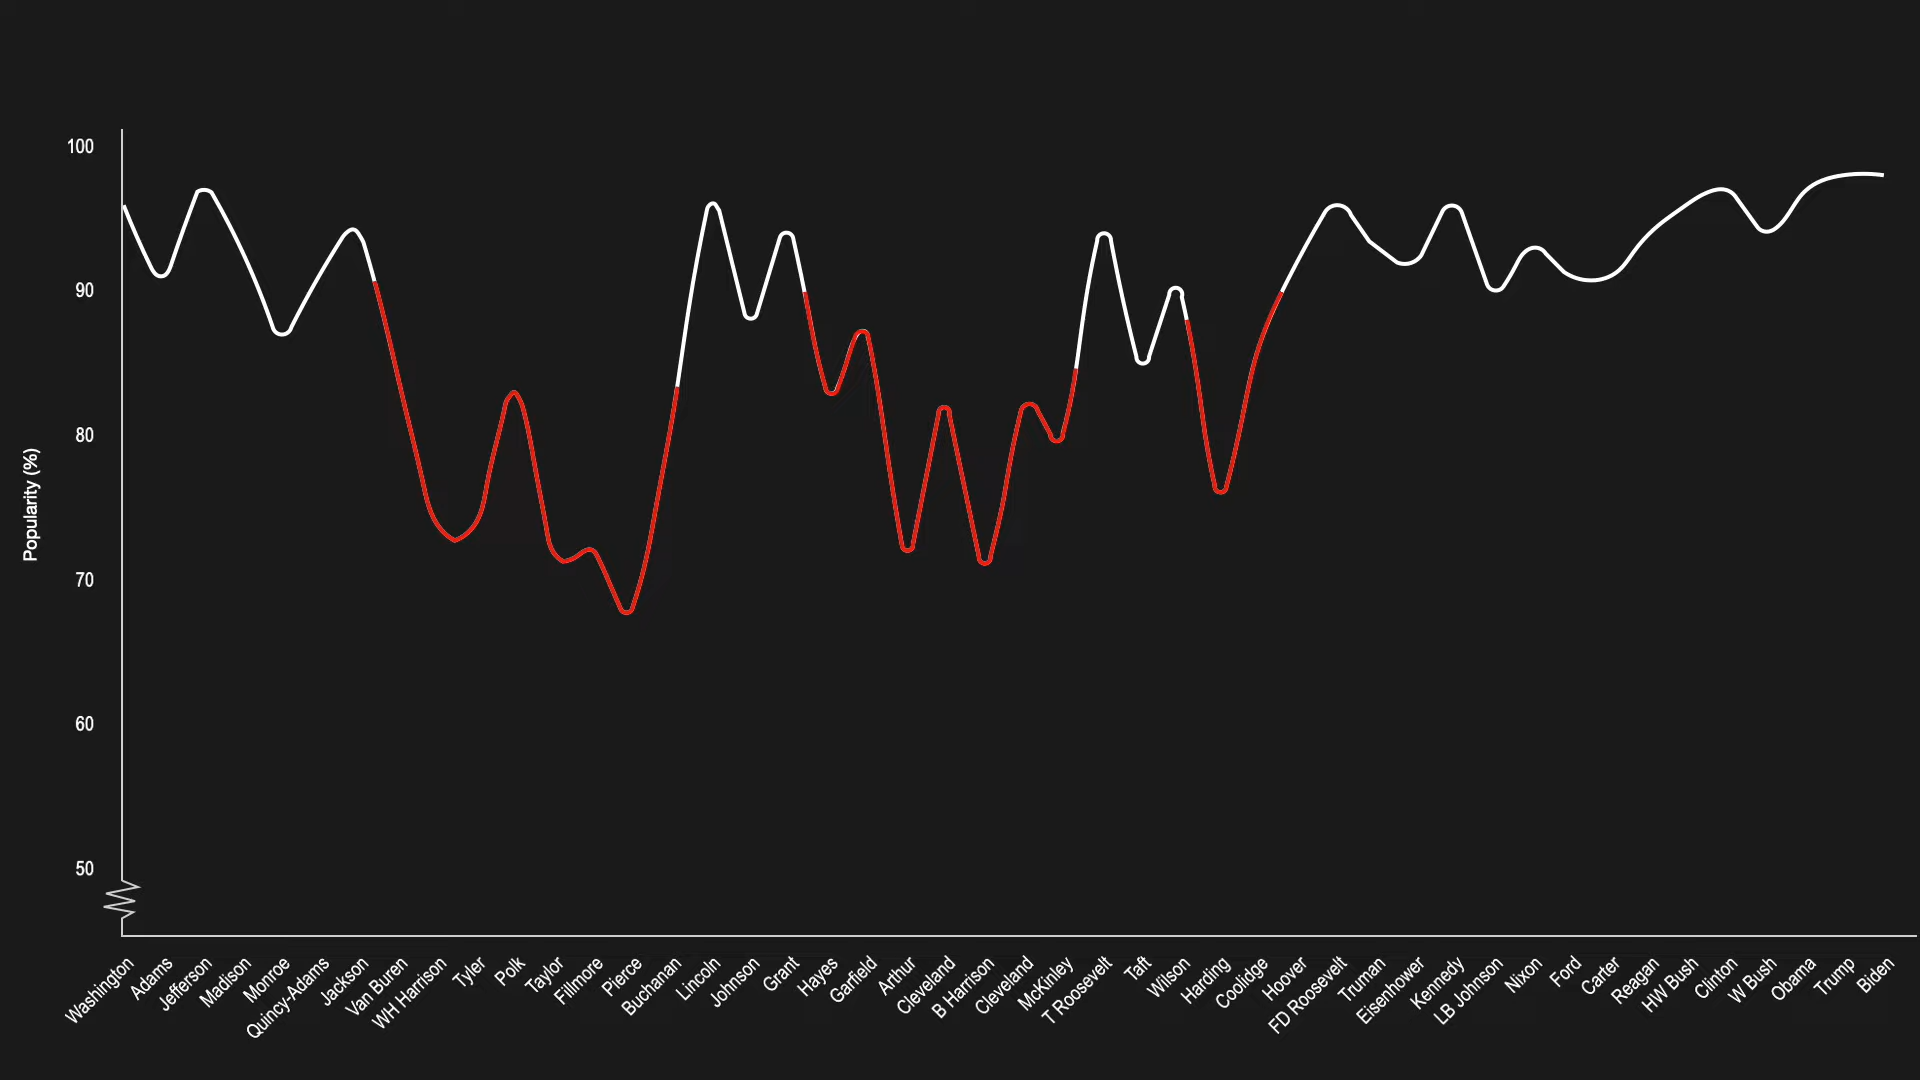 100
90
80
70
60
50
Popularity (%)
Washington
Adams
Jefferson
Madison
Monroe
Quincy-Adams
Jackson
Van Buren
WH Harrison
Tyler
Polk
Taylor
Fillmore
Pierce
Buchanan
Lincoln
Johnson
Grant
Hayes
Garfield
Arthur
Cleveland
B Harrison
Cleveland
McKinley
T Roosevelt
Taft
Wilson
Harding
Coolidge
Hoover
FD Roosevelt
Truman
Eisenhower
Kennedy
LB Johnson
Nixon
Ford
Carter
Reagan
HW Bush
Clinton
W Bush
Obama
Trump
Biden